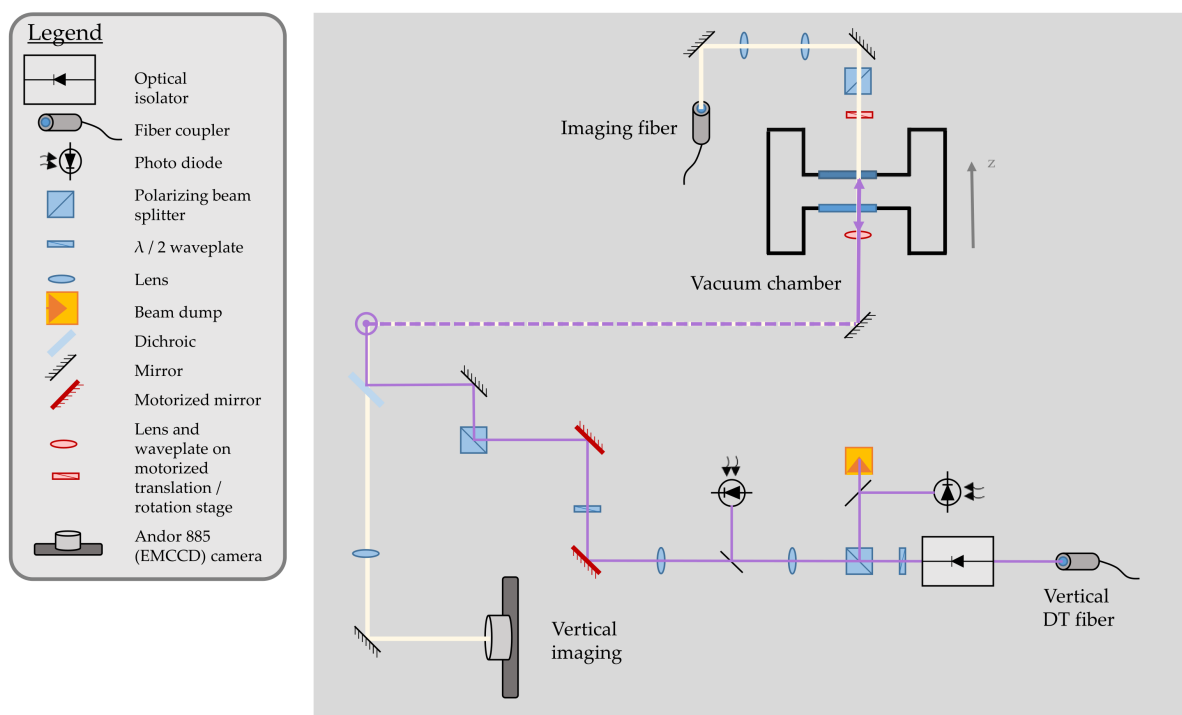 Legend
Optical
isolator
Fiber coupler
Photo diode
Polarizing beam
splitter
λ / 2 waveplate
Lens
Beam dump
Dichroic
Mirror
Motorized mirror
Lens and
waveplate on
motorized
translation /
rotation stage
Andor 885
(EMCCD) camera
Imaging fiber
z
Vacuum chamber
Vertical
imaging
Vertical
DT fiber